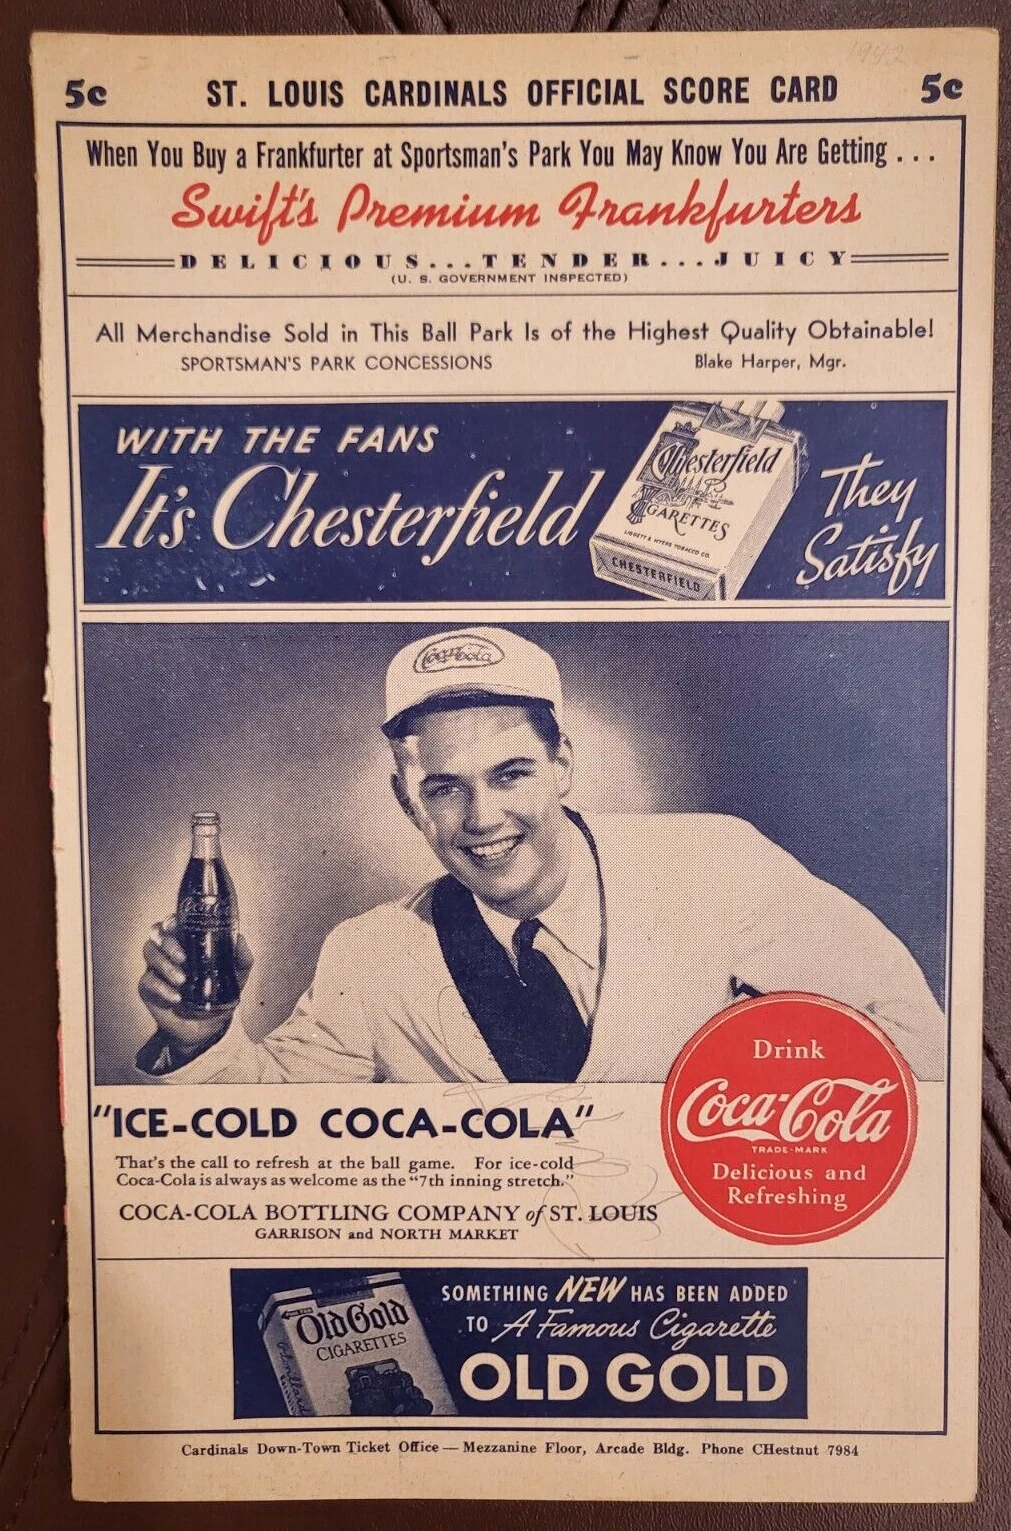 1942
5c ST. LOUIS CARDINALS OFFICIAL SCORE CARD 5c
When You Buy a Frankfurter at Sportsman's Park You May Know You Are Getting . . .
Swift's Premium Frankfurters
DELICIOUS...TENDER...JUICY
(U. S. GOVERNMENT INSPECTED)
All Merchandise Sold in This Ball Park Is of the Highest Quality Obtainable!
SPORTSMAN'S PARK CONCESSIONS Blake Harper, Mgr.
WITH THE FANS
It's Chesterfield
Chesterfield
CIGARETTES
LIGGETT & MYERS TOBACCO CO.
CHESTERFIELD
They
Satisfy
Coca-Cola
Coca-Cola
Drink
Coca-Cola
TRADE-MARK
Delicious and
Refreshing
"ICE-COLD COCA-COLA"
That's the call to refresh at the ball game. For ice-cold
Coca-Cola is always as welcome as the "7th inning stretch."
COCA-COLA BOTTLING COMPANY of ST. LOUIS
GARRISON and NORTH MARKET
Old Gold
CIGARETTES
SOMETHING NEW HAS BEEN ADDED
TO A Famous Cigarette
OLD GOLD
Cardinals Down-Town Ticket Office — Mezzanine Floor, Arcade Bldg. Phone CHestnut 7984